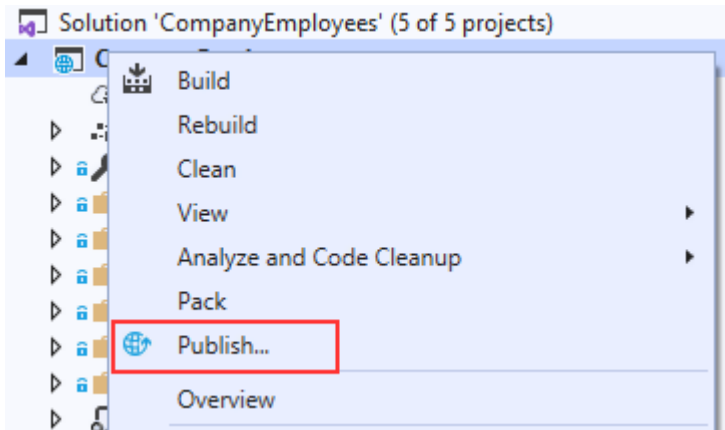 Solution 'CompanyEmployees' (5 of 5 projects)
Build
Rebuild
Clean
View
Analyze and Code Cleanup
Pack
Publish...
Overview